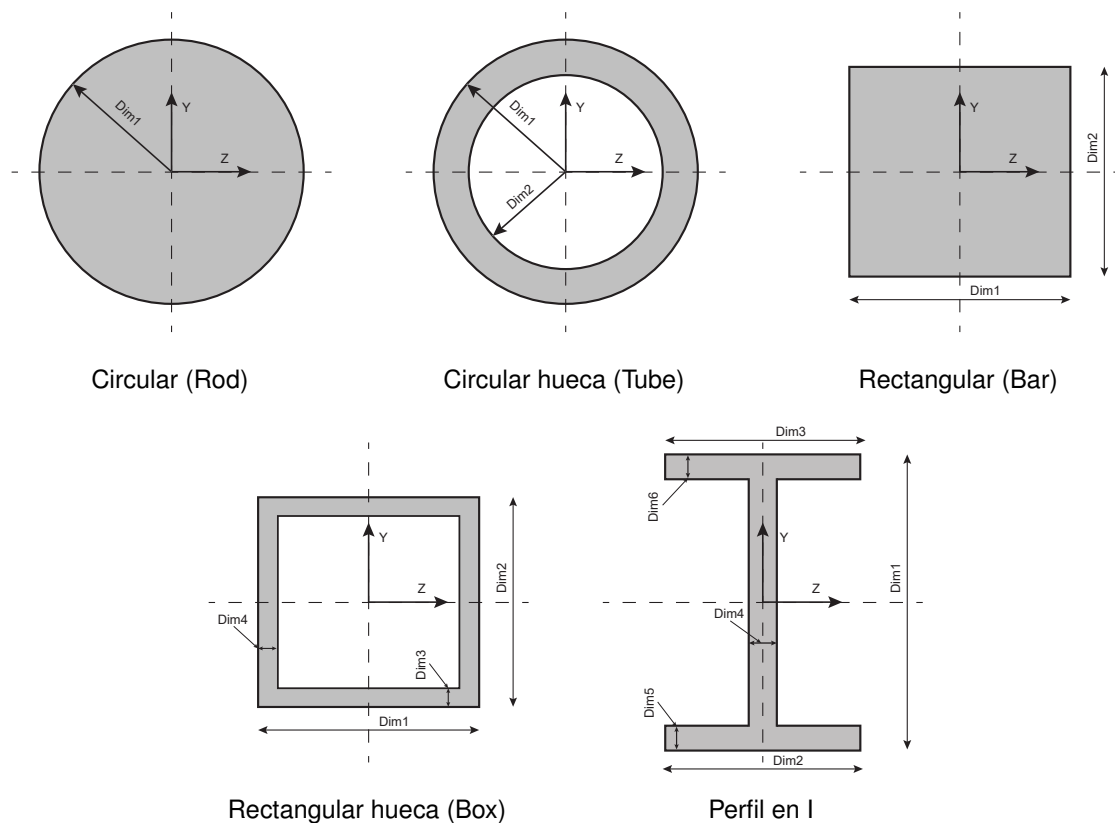 Dim1
Y
Z
Circular (Rod)
Dim1
Dim2
Y
Z
Circular hueca (Tube)
Y
Z
Dim2
Dim1
Rectangular (Bar)
Y
Z
Dim4
Dim3
Dim2
Dim1
Rectangular hueca (Box)
Dim3
Dim6
Y
Z
Dim4
Dim1
Dim5
Dim2
Perfil en I